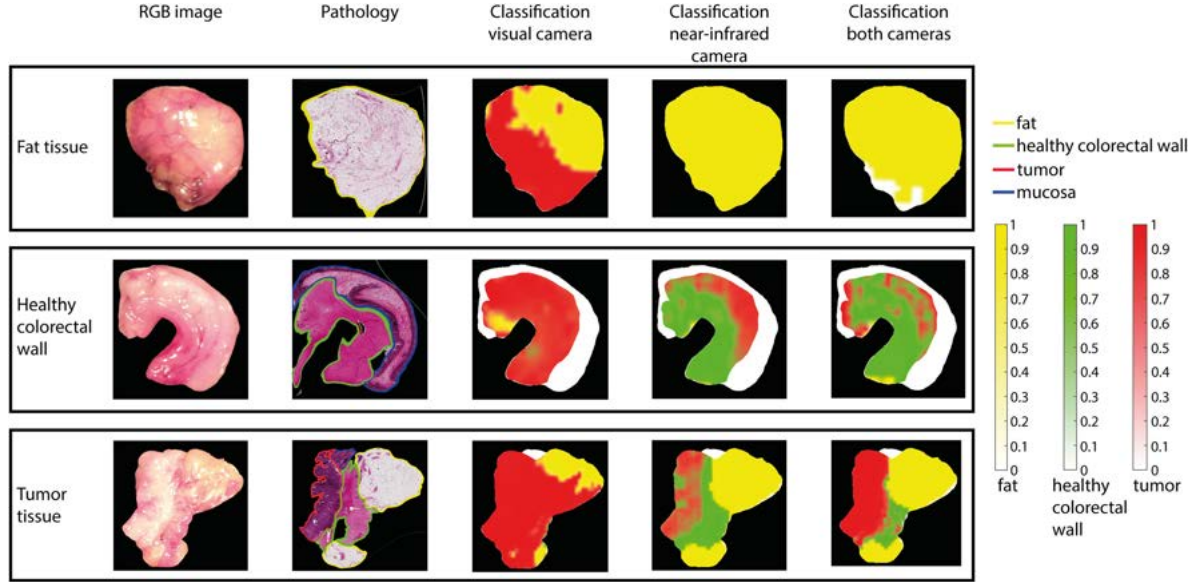 RGB image
Pathology
Classification
visual camera
Classification
near-infrared
camera
Classification
both cameras
Fat tissue
Healthy
colorectal
wall
Tumor
tissue
fat
healthy colorectal wall
tumor
mucosa
1
0.9
0.8
0.7
0.6
0.5
0.4
0.3
0.2
0.1
0
fat
1
0.9
0.8
0.7
0.6
0.5
0.4
0.3
0.2
0.1
0
healthy
colorectal
wall
1
0.9
0.8
0.7
0.6
0.5
0.4
0.3
0.2
0.1
0
tumor